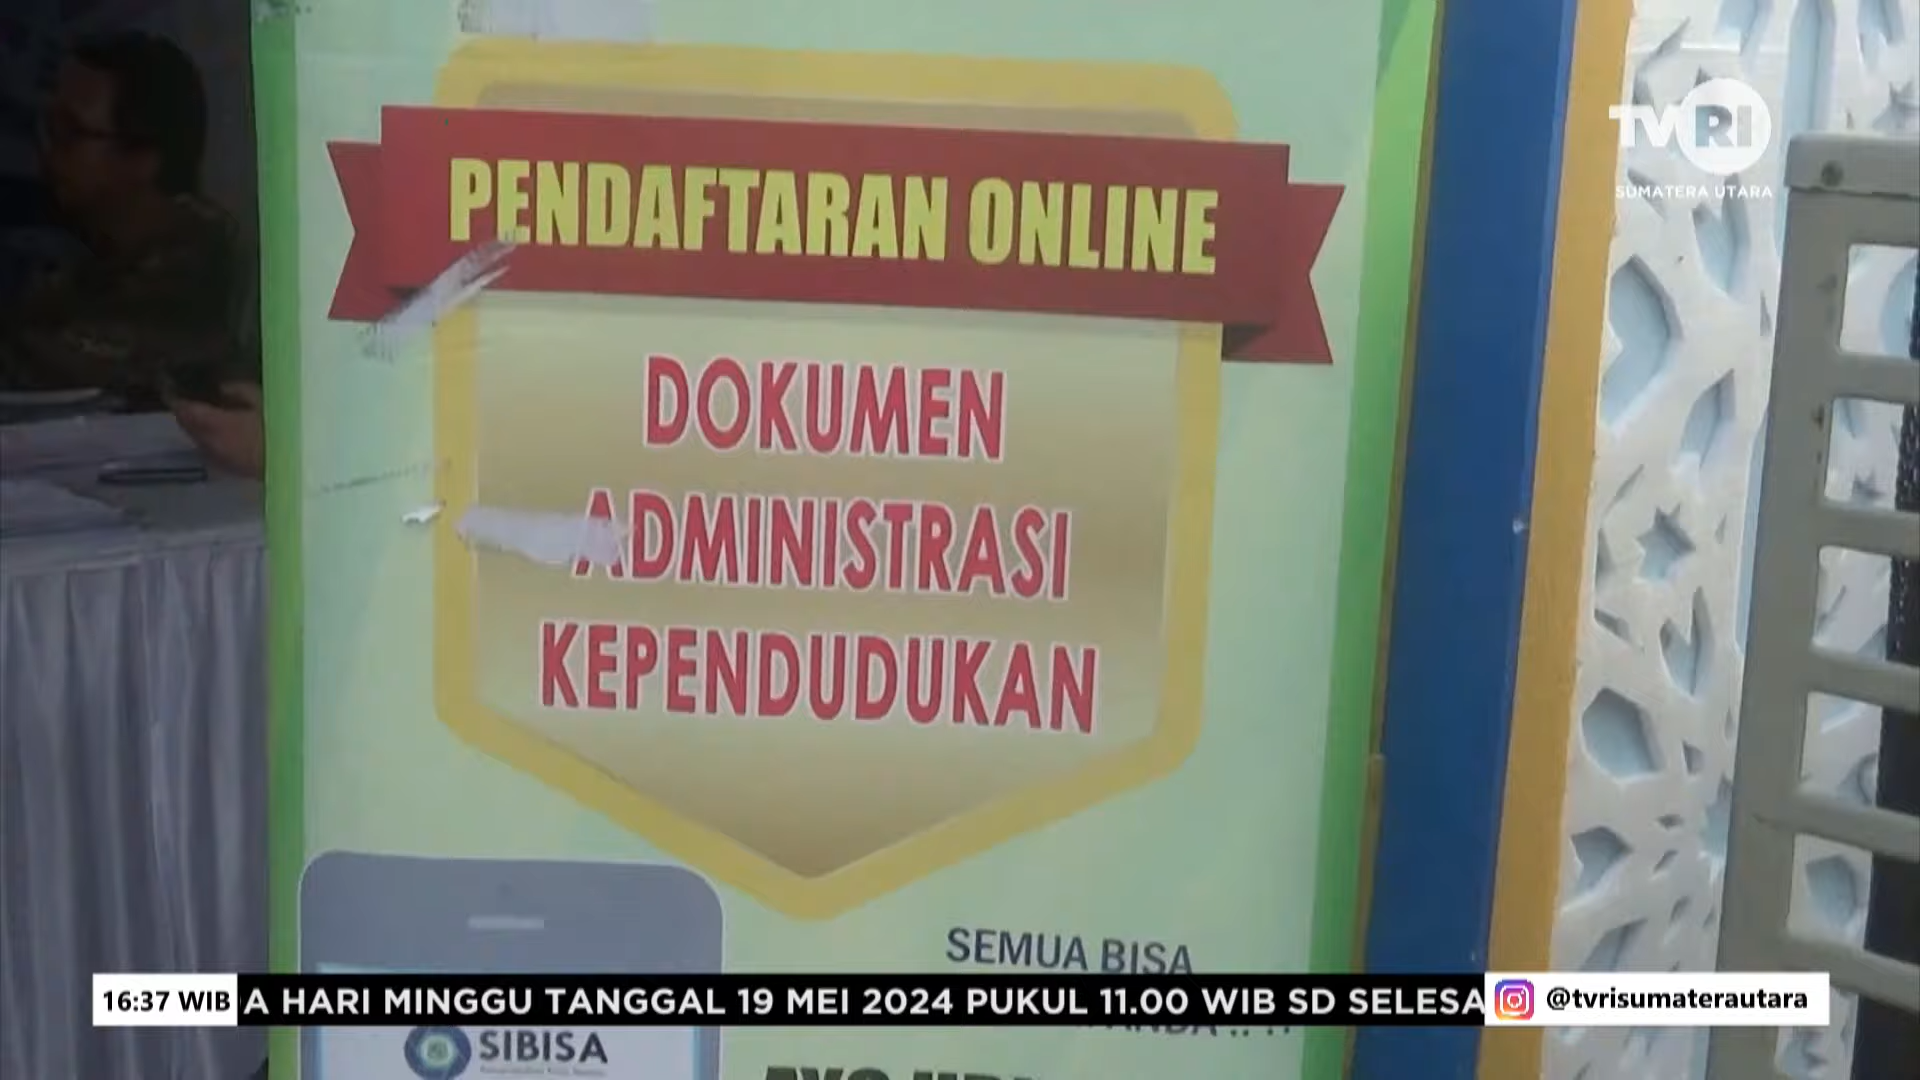 TVRI
SUMATERA UTARA
PENDAFTARAN ONLINE
DOKUMEN
ADMINISTRASI
KEPENDUDUKAN
SEMUA BISA
16:37 WIB
A HARI MINGGU TANGGAL 19 MEI 2024 PUKUL 11.00 WIB SD SELESA
@tvrisumaterautara
SIBISA